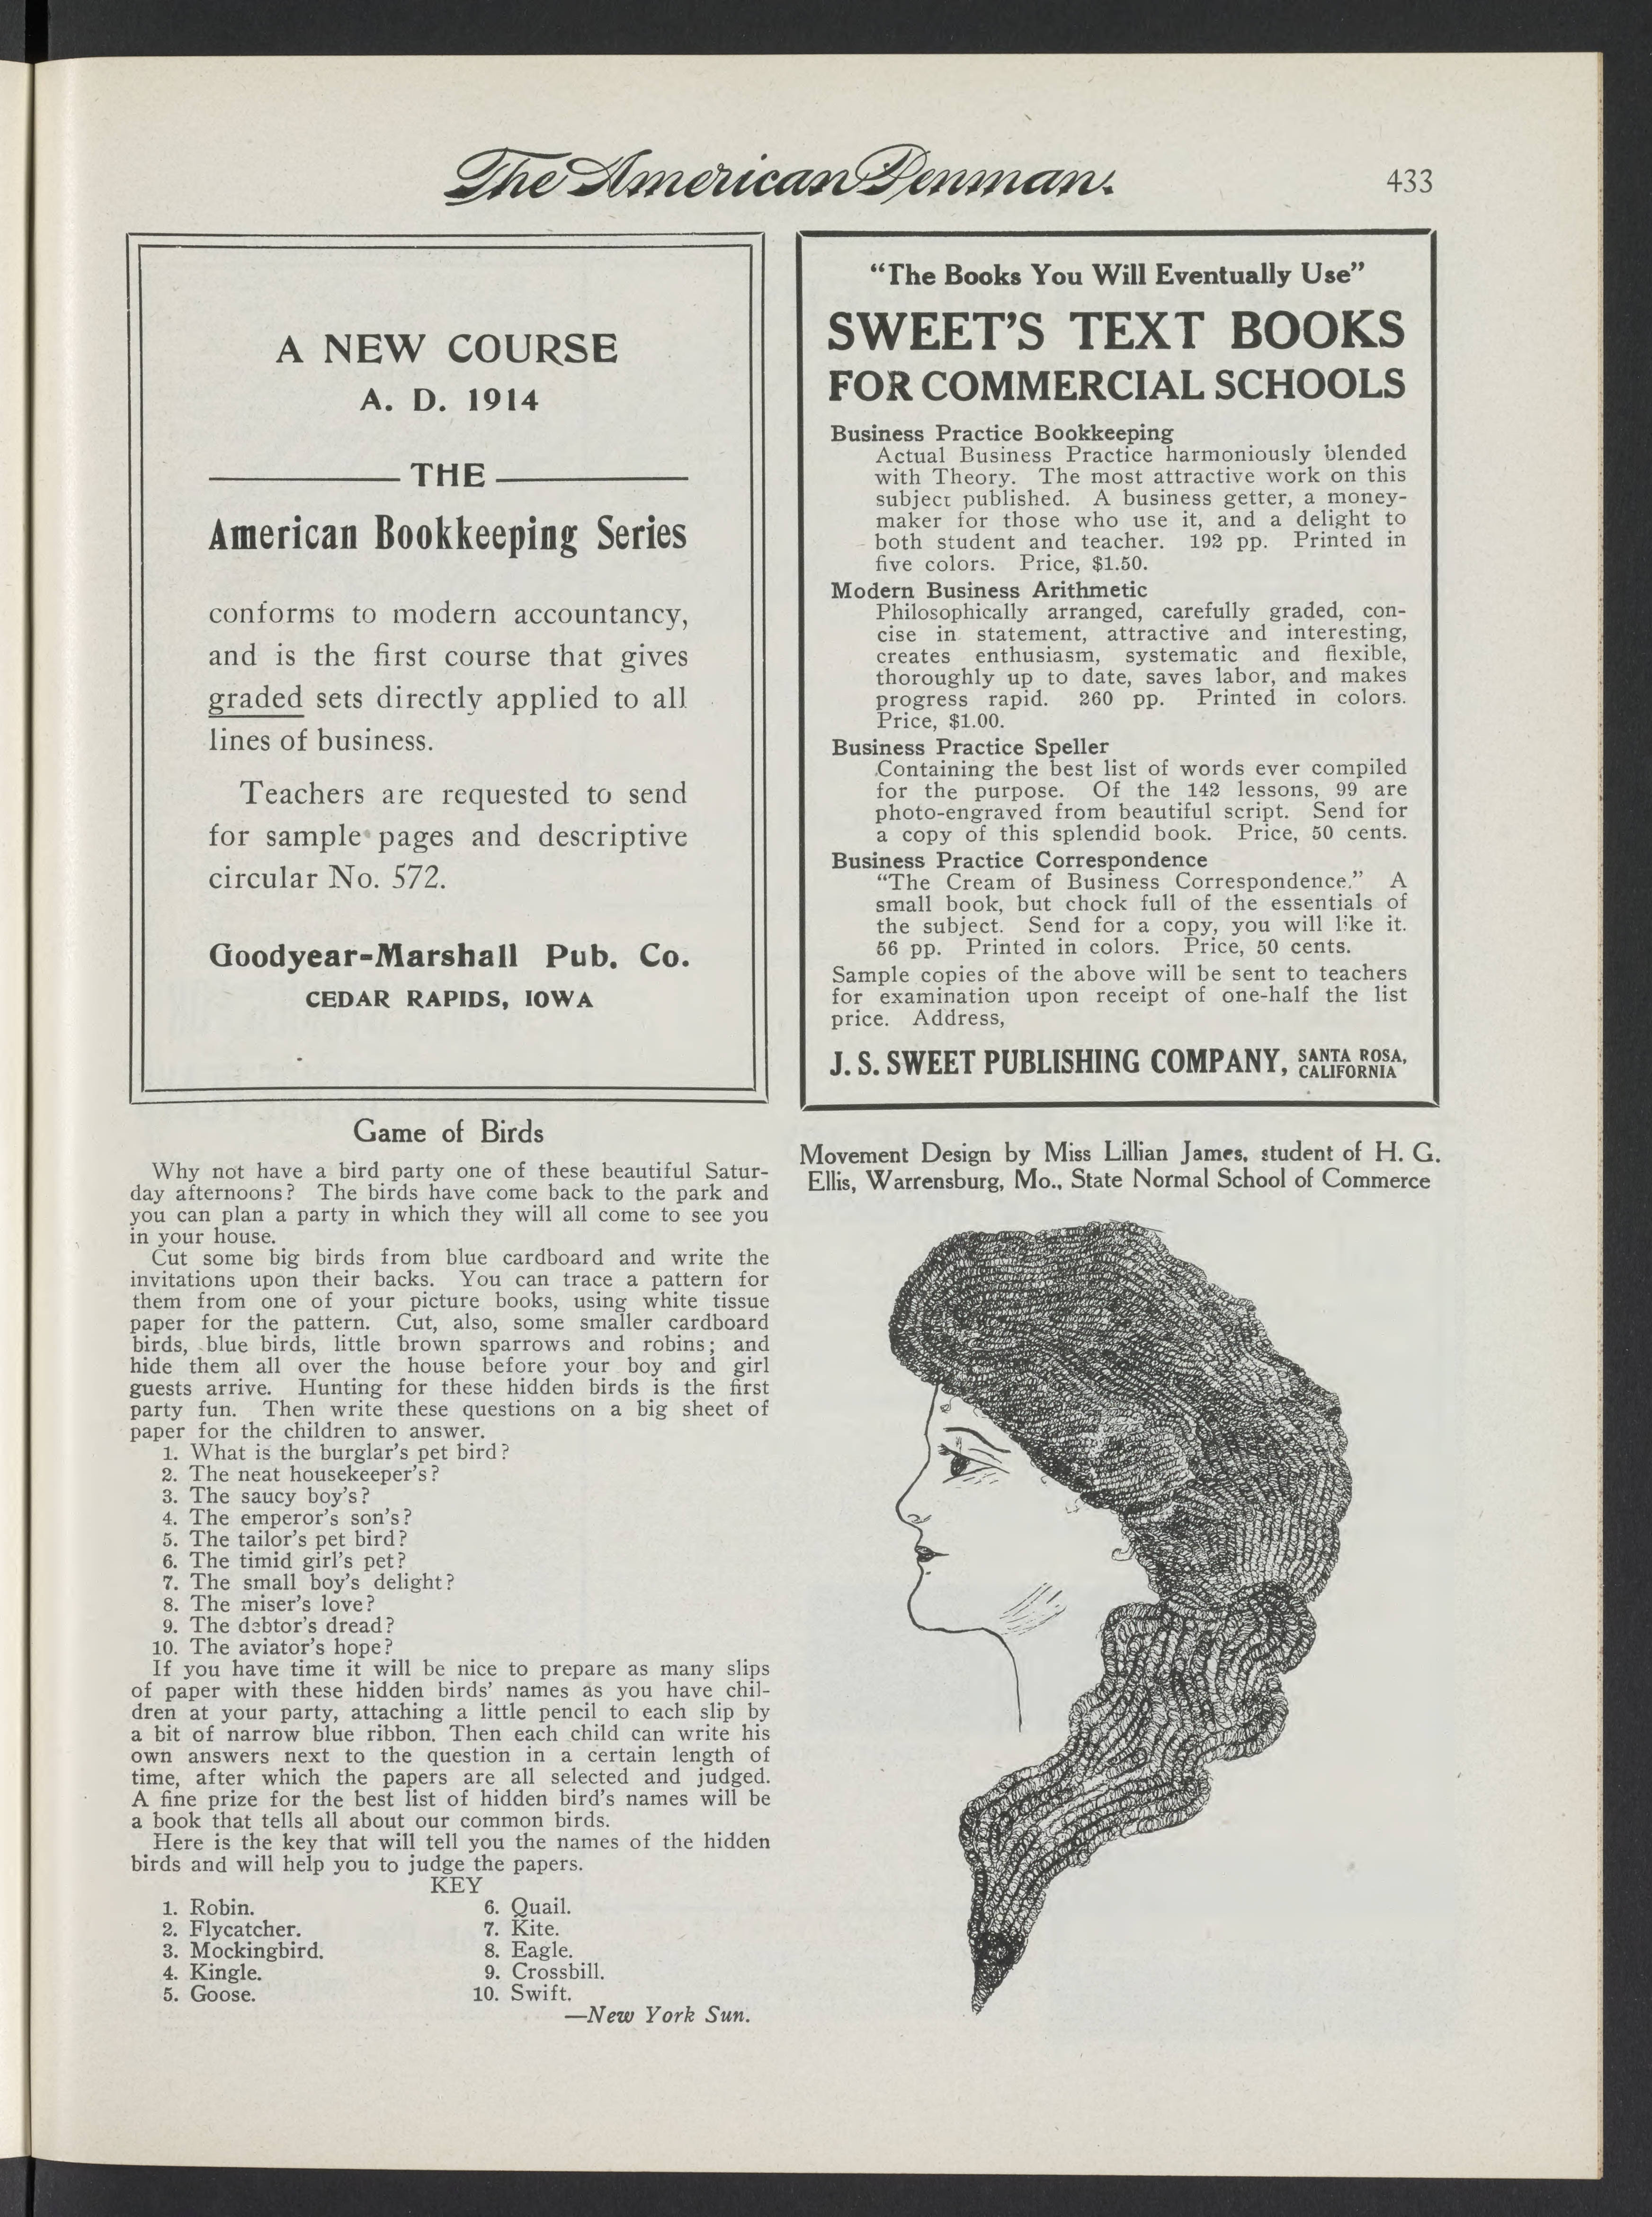 The American Penman.
433
A NEW COURSE
A. D. 1914
THE
American Bookkeeping Series
conforms to modern accountancy,
and is the first course that gives
graded sets directly applied to all
lines of business.
Teachers are requested to send
for sample pages and descriptive
circular No. 572.
Goodyear-Marshall Pub. Co.
CEDAR RAPIDS, IOWA
"The Books You Will Eventually Use"
SWEET'S TEXT BOOKS
FOR COMMERCIAL SCHOOLS
Business Practice Bookkeeping
Actual Business Practice harmoniously blended
with Theory. The most attractive work on this
subject published. A business getter, a money-
maker for those who use it, and a delight to
both student and teacher. 192 pp. Printed in
five colors. Price, $1.50.
Modern Business Arithmetic
Philosophically arranged, carefully graded, con-
cise in statement, attractive and interesting,
creates enthusiasm, systematic and flexible,
thoroughly up to date, saves labor, and makes
progress rapid. 260 pp. Printed in colors.
Price, $1.00.
Business Practice Speller
Containing the best list of words ever compiled
for the purpose. Of the 142 lessons, 99 are
photo-engraved from beautiful script. Send for
a copy of this splendid book. Price, 50 cents.
Business Practice Correspondence
"The Cream of Business Correspondence." A
small book, but chock full of the essentials of
the subject. Send for a copy, you will like it.
56 pp. Printed in colors. Price, 50 cents.
Sample copies of the above will be sent to teachers
for examination upon receipt of one-half the list
price. Address,
J. S. SWEET PUBLISHING COMPANY, SANTA ROSA,
CALIFORNIA
Game of Birds
Why not have a bird party one of these beautiful Satur-
day afternoons? The birds have come back to the park and
you can plan a party in which they will all come to see you
in your house.
Cut some big birds from blue cardboard and write the
invitations upon their backs. You can trace a pattern for
them from one of your picture books, using white tissue
paper for the pattern. Cut, also, some smaller cardboard
birds, blue birds, little brown sparrows and robins; and
hide them all over the house before your boy and girl
guests arrive. Hunting for these hidden birds is the first
party fun. Then write these questions on a big sheet of
paper for the children to answer.
1. What is the burglar's pet bird?
2. The neat housekeeper's?
3. The saucy boy's?
4. The emperor's son's?
5. The tailor's pet bird?
6. The timid girl's pet?
7. The small boy's delight?
8. The miser's love?
9. The debtor's dread?
10. The aviator's hope?
If you have time it will be nice to prepare as many slips
of paper with these hidden birds' names as you have chil-
dren at your party, attaching a little pencil to each slip by
a bit of narrow blue ribbon. Then each child can write his
own answers next to the question in a certain length of
time, after which the papers are all selected and judged.
A fine prize for the best list of hidden bird's names will be
a book that tells all about our common birds.
Here is the key that will tell you the names of the hidden
birds and will help you to judge the papers.
KEY
1. Robin.
2. Flycatcher.
3. Mockingbird.
4. Kingle.
5. Goose.
6. Quail.
7. Kite.
8. Eagle.
9. Crossbill.
10. Swift.
—New York Sun.
Movement Design by Miss Lillian James, student of H. G.
Ellis, Warrensburg, Mo., State Normal School of Commerce